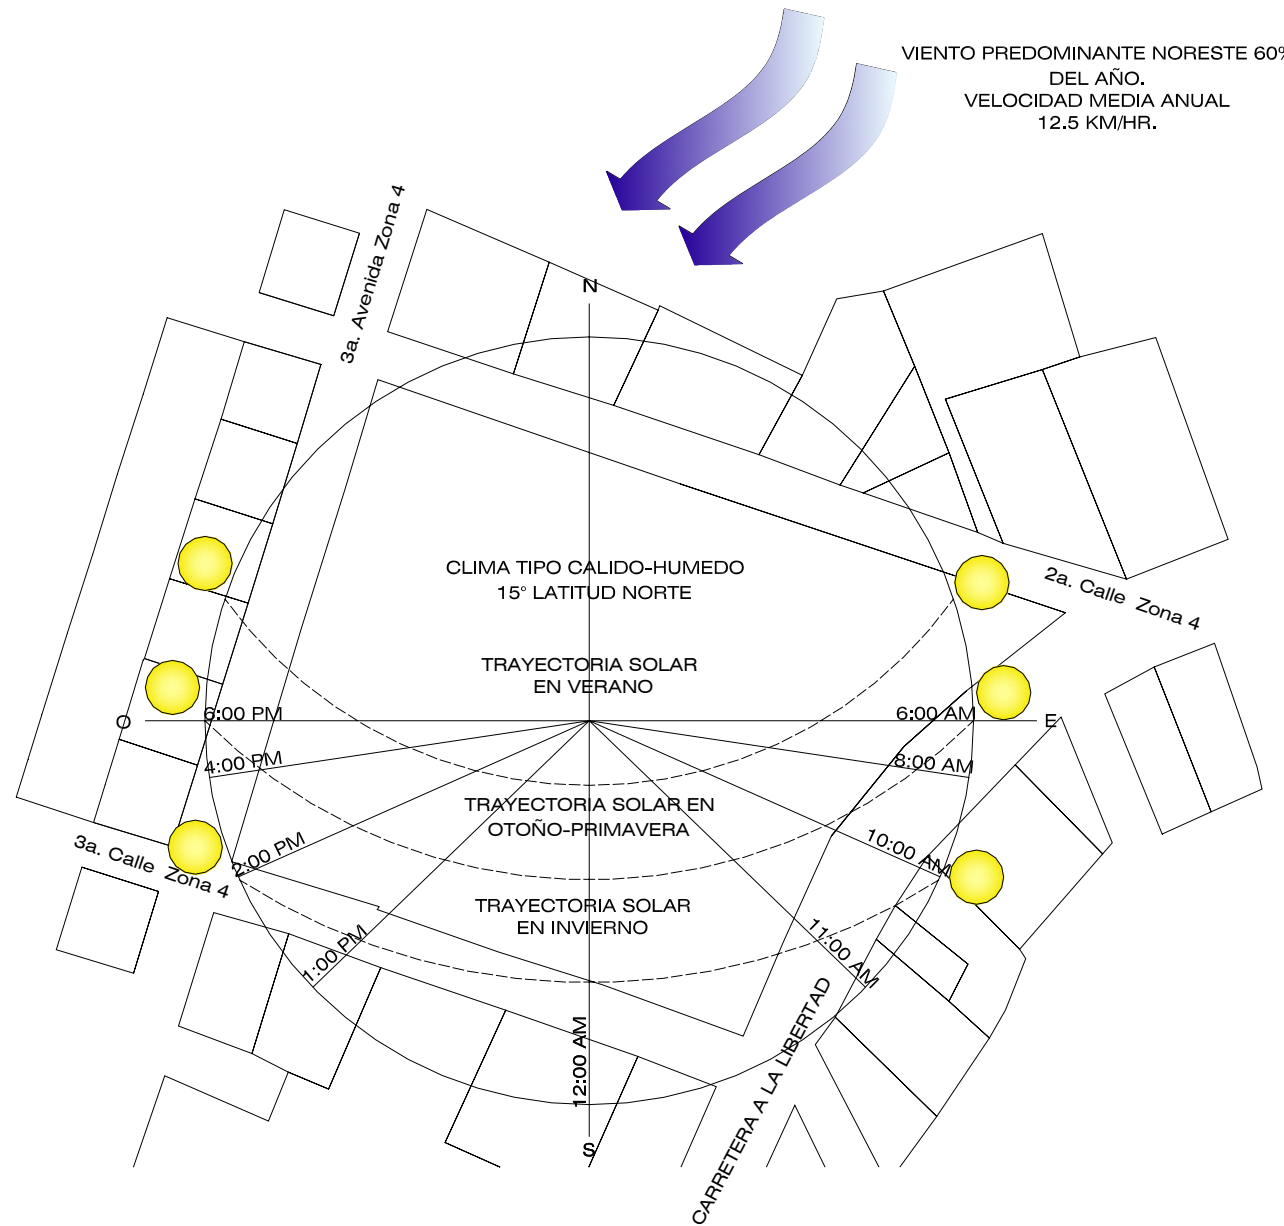 VIENTO PREDOMINANTE NORESTE 60%
DEL AÑO.
VELOCIDAD MEDIA ANUAL
12.5 KM/HR.
3a. Avenida Zona 4
N
CLIMA TIPO CALIDO-HUMEDO
15° LATITUD NORTE
2a. Calle Zona 4
TRAYECTORIA SOLAR
EN VERANO
O
6:00 PM
6:00 AM
E
4:00 PM
8:00 AM
TRAYECTORIA SOLAR EN
OTOÑO-PRIMAVERA
3a. Calle Zona 4
2:00 PM
10:00 AM
TRAYECTORIA SOLAR
EN INVIERNO
1:00 PM
11:00 AM
12:00 AM
CARRETERA A LA LIBERTAD
S